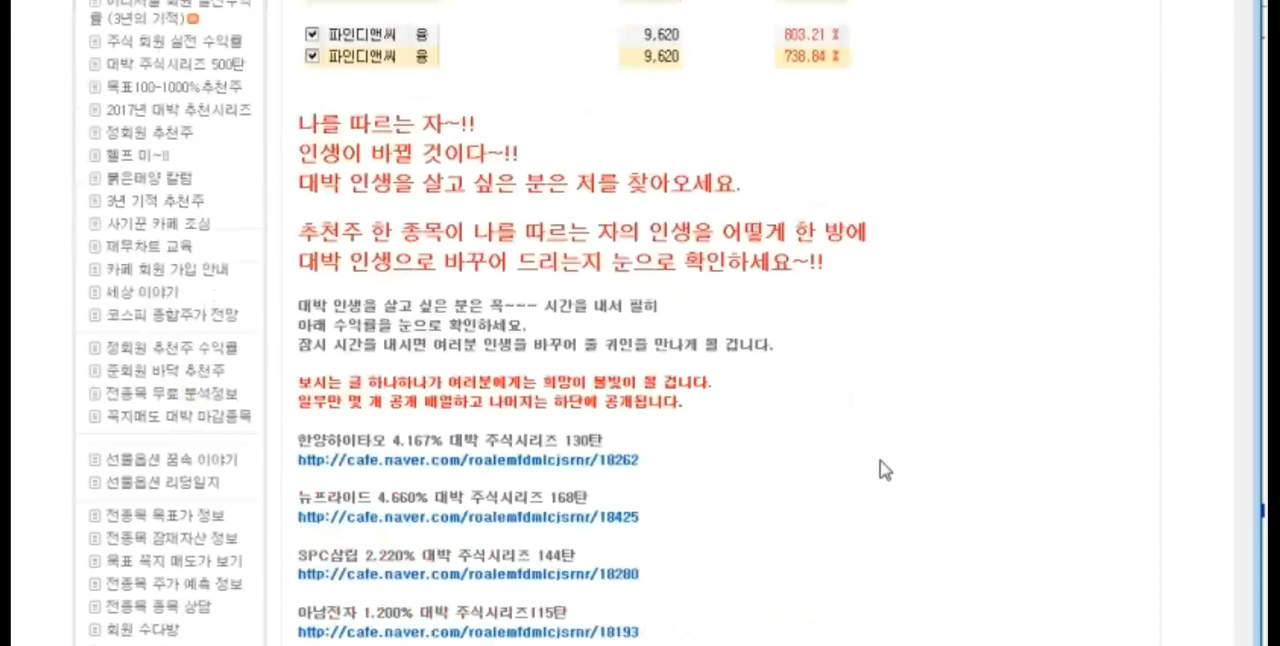 률 (3년의 기적)
주식 회원 실전 수익률
대박 주식시리즈 500탄
목표100-1000%추천주
2017년 대박 추천시리즈
정회원 추천주
헬프 미~!!
붉은태양 칼럼
3년 기적 추천주
사기꾼 카페 조심
재무차트 교육
카페 회원 가입 안내
세상 이야기
코스피 종합주가 전망
정회원 추천주 수익률
준회원 바닥 추천주
전종목 무료 분석정보
꼭지매도 대박 마감종목
선물옵션 꿈속 이야기
선물옵션 리딩일지
전종목 목표가 정보
전종목 잠재자산 정보
목표 꼭지 매도가 보기
전종목 주가 예측 정보
전종목 종목 상담
회원 수다방
파인디앤씨 융 9,620 803.21 %
파인디앤씨 융 9,620 738.84 %
나를 따르는 자~!!
인생이 바뀔 것이다~!!
대박 인생을 살고 싶은 분은 저를 찾아오세요.
추천주 한 종목이 나를 따르는 자의 인생을 어떻게 한 방에
대박 인생으로 바꾸어 드리는지 눈으로 확인하세요~!!
대박 인생을 살고 싶은 분은 꼭~~~ 시간을 내서 필히
아래 수익률을 눈으로 확인하세요.
잠시 시간을 내시면 여러분 인생을 바꾸어 줄 귀인을 만나게 될 겁니다.
보시는 글 하나하나가 여러분에게는 희망이 불빛이 될 겁니다.
일부만 몇 개 공개 배열하고 나머지는 하단에 공개됩니다.
한양하이타오 4.167% 대박 주식시리즈 130탄
http://cafe.naver.com/roalemfdmlcjsrnr/18262
뉴프라이드 4.660% 대박 주식시리즈 168탄
http://cafe.naver.com/roalemfdmlcjsrnr/18425
SPC삼립 2.220% 대박 주식시리즈 144탄
http://cafe.naver.com/roalemfdmlcjsrnr/18280
아남전자 1.200% 대박 주식시리즈115탄
http://cafe.naver.com/roalemfdmlcjsrnr/18193